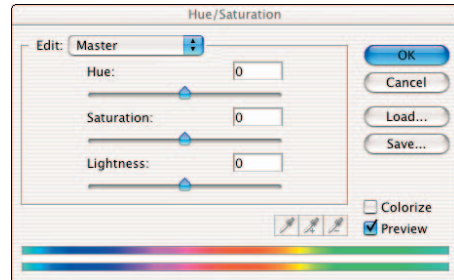 Hue/Saturation
Edit: Master
OK
Hue: 0
Cancel
Saturation: 0
Load...
Save...
Lightness: 0
Colorize
Preview